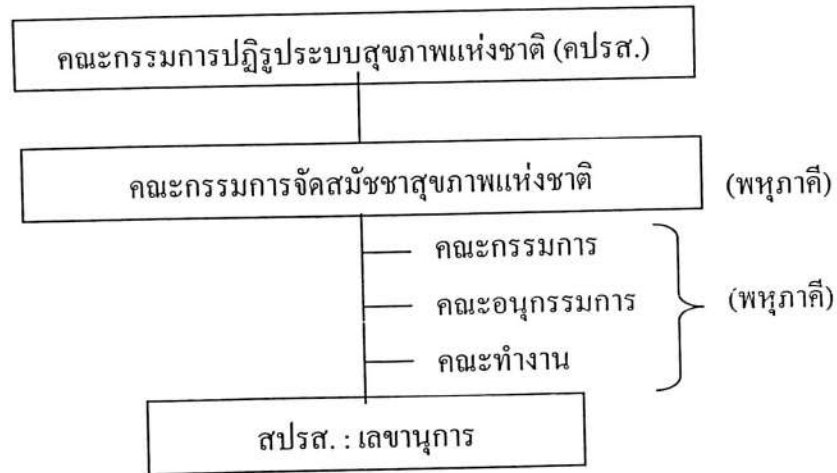 คณะกรรมการปฏิรูประบบสุขภาพแห่งชาติ (คปรส.)
คณะกรรมการจัดสมัชชาสุขภาพแห่งชาติ (พหุภาคี)
คณะกรรมการ
คณะอนุกรรมการ (พหุภาคี)
คณะทำงาน
สปรส. : เลขานุการ